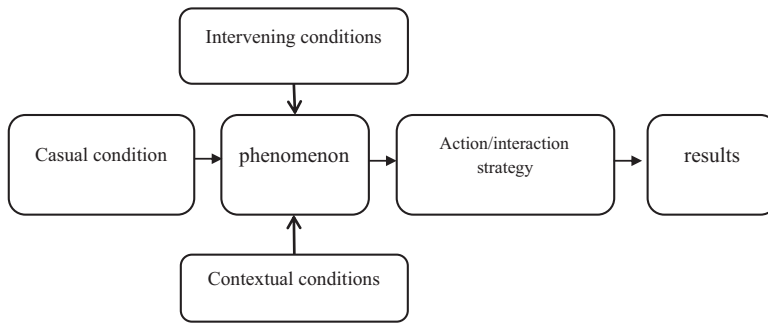 Intervening conditions
Casual condition
phenomenon
Action/interaction
strategy
results
Contextual conditions